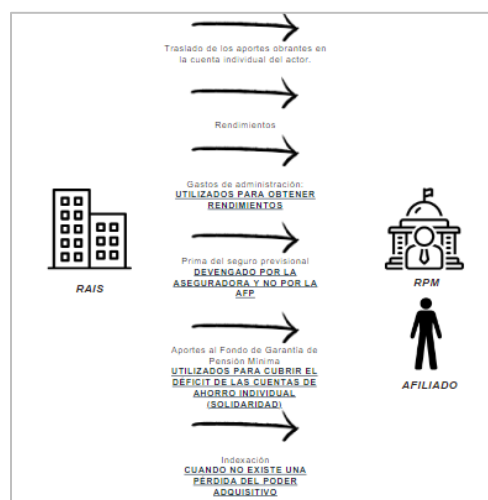 Traslado de los aportes obrantes en
la cuenta individual del actor.
Rendimientos
Gastos de administración:
UTILIZADOS PARA OBTENER
RENDIMIENTOS
RAIS
RPM
Prima del seguro previsional
DEVENGADO POR LA
ASEGURADORA Y NO POR LA
AFP
Aportes al Fondo de Garantía de
Pensión Mínima
UTILIZADOS PARA CUBRIR EL
DÉFICIT DE LAS CUENTAS DE
AHORRO INDIVIDUAL
(SOLIDARIDAD)
AFILIADO
Indexación
CUANDO NO EXISTE UNA
PÉRDIDA DEL PODER
ADQUISITIVO